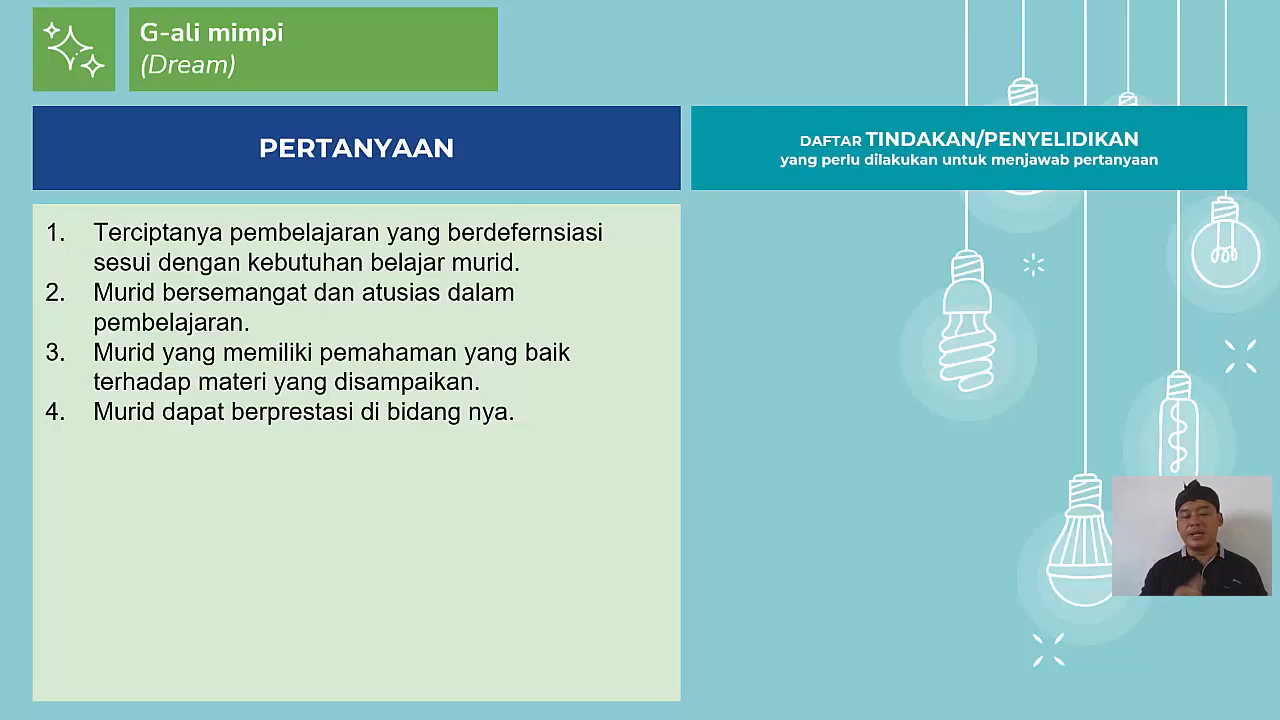 G-ali mimpi
(Dream)
PERTANYAAN
DAFTAR TINDAKAN/PENYELIDIKAN
yang perlu dilakukan untuk menjawab pertanyaan
1. Terciptanya pembelajaran yang berdefernsiasi
sesui dengan kebutuhan belajar murid.
2. Murid bersemangat dan atusias dalam
pembelajaran.
3. Murid yang memiliki pemahaman yang baik
terhadap materi yang disampaikan.
4. Murid dapat berprestasi di bidang nya.